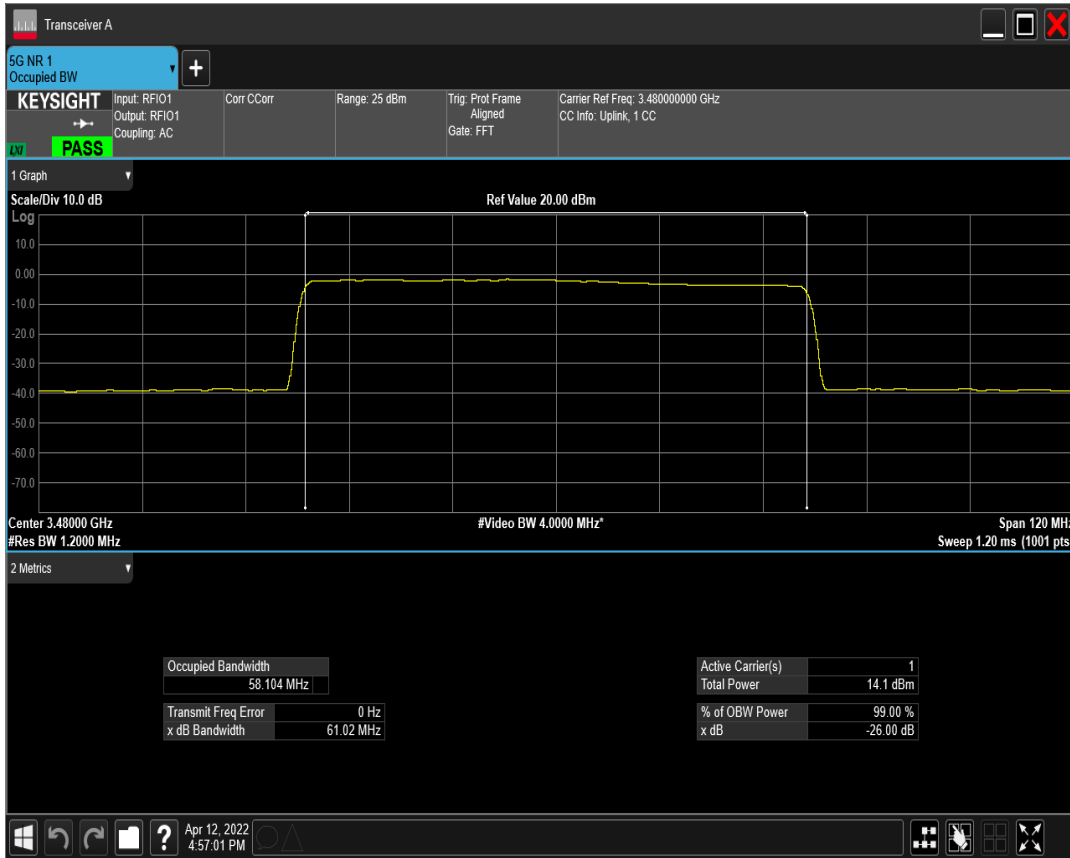 Transceiver A
5G NR 1
Occupied BW
KEYSIGHT
LXI
PASS
Input: RFIO1
Output: RFIO1
Coupling: AC
Corr CCorr
Range: 25 dBm
Trig: Prot Frame
Aligned
Gate: FFT
Carrier Ref Freq: 3.480000000 GHz
CC Info: Uplink, 1 CC
1 Graph
Scale/Div 10.0 dB
Ref Value 20.00 dBm
Log
10.0
0.00
-10.0
-20.0
-30.0
-40.0
-50.0
-60.0
-70.0
Center 3.48000 GHz
#Video BW 4.0000 MHz*
Span 120 MHz
#Res BW 1.2000 MHz
Sweep 1.20 ms (1001 pts
2 Metrics
Occupied Bandwidth
58.104 MHz
Transmit Freq Error 0 Hz
x dB Bandwidth 61.02 MHz
Active Carrier(s) 1
Total Power 14.1 dBm
% of OBW Power 99.00 %
x dB -26.00 dB
?
Apr 12, 2022
4:57:01 PM